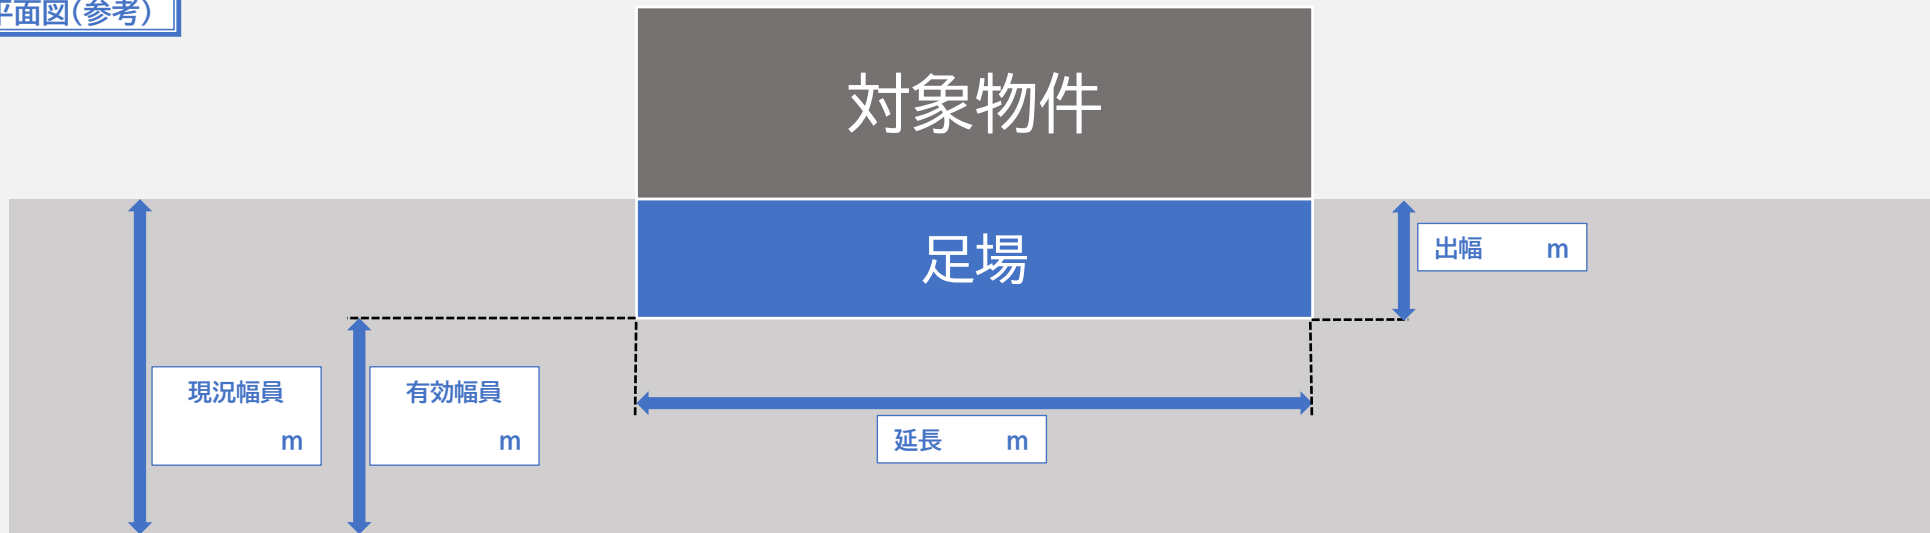 平面図(参考)
対象物件
足場
出幅 m
現況幅員
m
有効幅員
m
延長 m